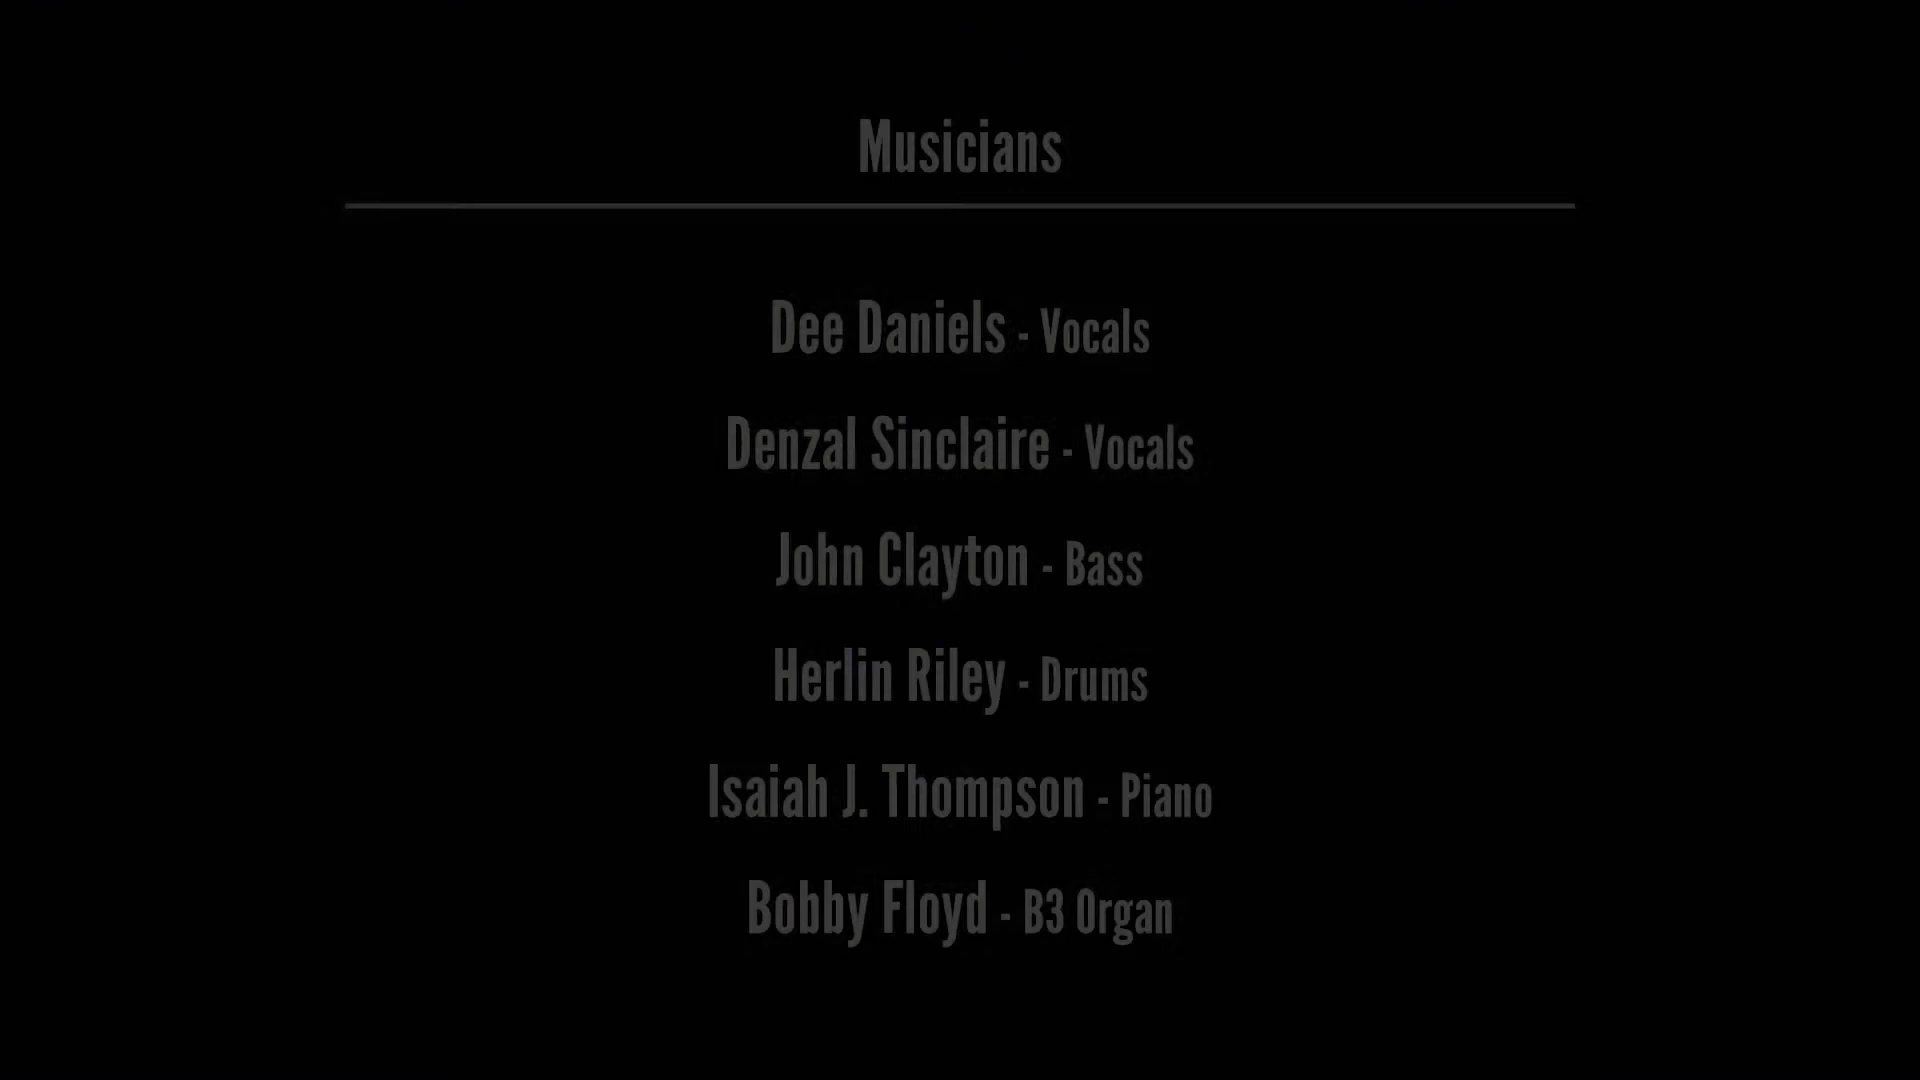 Musicians
Dee Daniels - Vocals
Denzal Sinclaire - Vocals
John Clayton - Bass
Herlin Riley - Drums
Isaiah J. Thompson - Piano
Bobby Floyd - B3 Organ